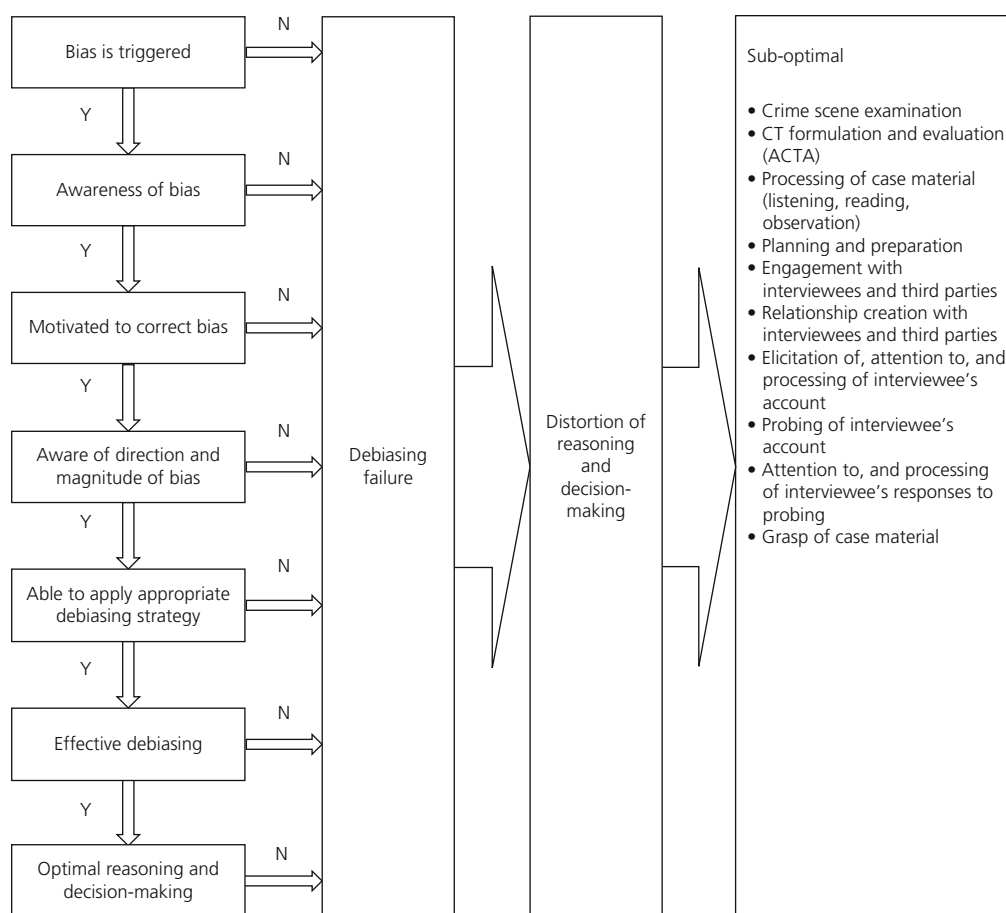 Bias is triggered
N
Y
Awareness of bias
N
Y
Motivated to correct bias
N
Y
Aware of direction and
magnitude of bias
N
Y
Able to apply appropriate
debiasing strategy
N
Y
Effective debiasing
N
Y
Optimal reasoning and
decision-making
N
Debiasing
failure
Distortion of
reasoning
and
decision-
making
Sub-optimal
• Crime scene examination
• CT formulation and evaluation
(ACTA)
• Processing of case material
(listening, reading,
observation)
• Planning and preparation
• Engagement with
interviewees and third parties
• Relationship creation with
interviewees and third parties
• Elicitation of, attention to, and
processing of interviewee's
account
• Probing of interviewee's
account
• Attention to, and processing
of interviewee's responses to
probing
• Grasp of case material